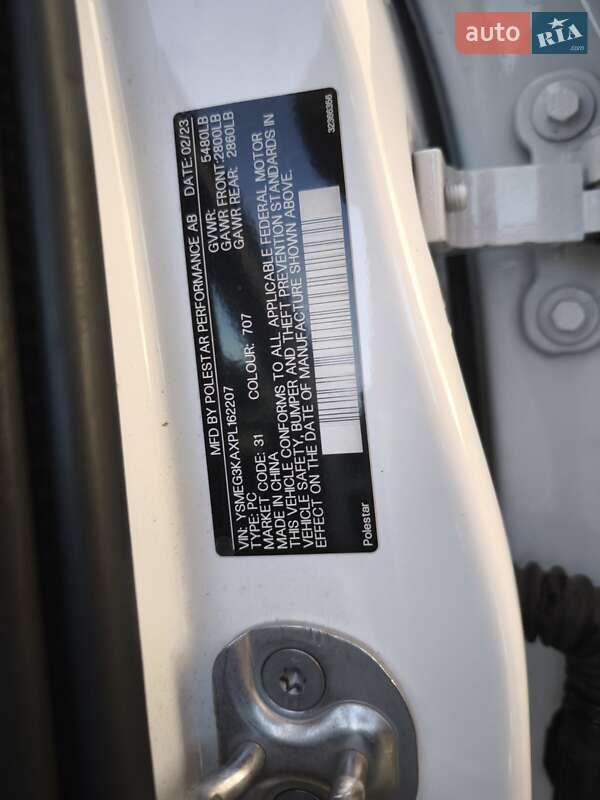 auto RIA.com
MFD BY POLESTAR PERFORMANCE AB DATE: 02/23
GVWR: 5480LB
GAWR FRONT:2800LB
GAWR REAR: 2860LB
VIN: YSMEG3KAXPL162207
TYPE: PC
MARKET CODE: 31 COLOUR: 707
MADE IN CHINA
THIS VEHICLE CONFORMS TO ALL APPLICABLE FEDERAL MOTOR
VEHICLE SAFETY, BUMPER AND THEFT PREVENTION STANDARDS IN
EFFECT ON THE DATE OF MANUFACTURE SHOWN ABOVE.
Polestar 32366356